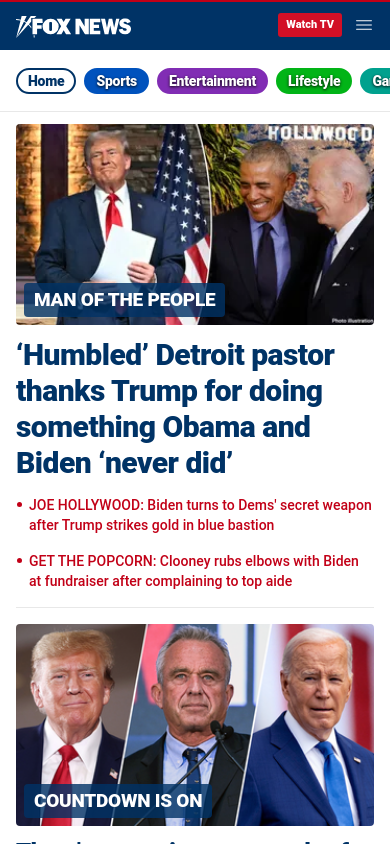 FOX NEWS
Watch TV
Home
Sports
Entertainment
Lifestyle
HOLLYWOOD
MAN OF THE PEOPLE
Photo Illustration
‘Humbled’ Detroit pastor
thanks Trump for doing
something Obama and
Biden ‘never did’
• JOE HOLLYWOOD: Biden turns to Dems' secret weapon
after Trump strikes gold in blue bastion
• GET THE POPCORN: Clooney rubs elbows with Biden
at fundraiser after complaining to top aide
COUNTDOWN IS ON